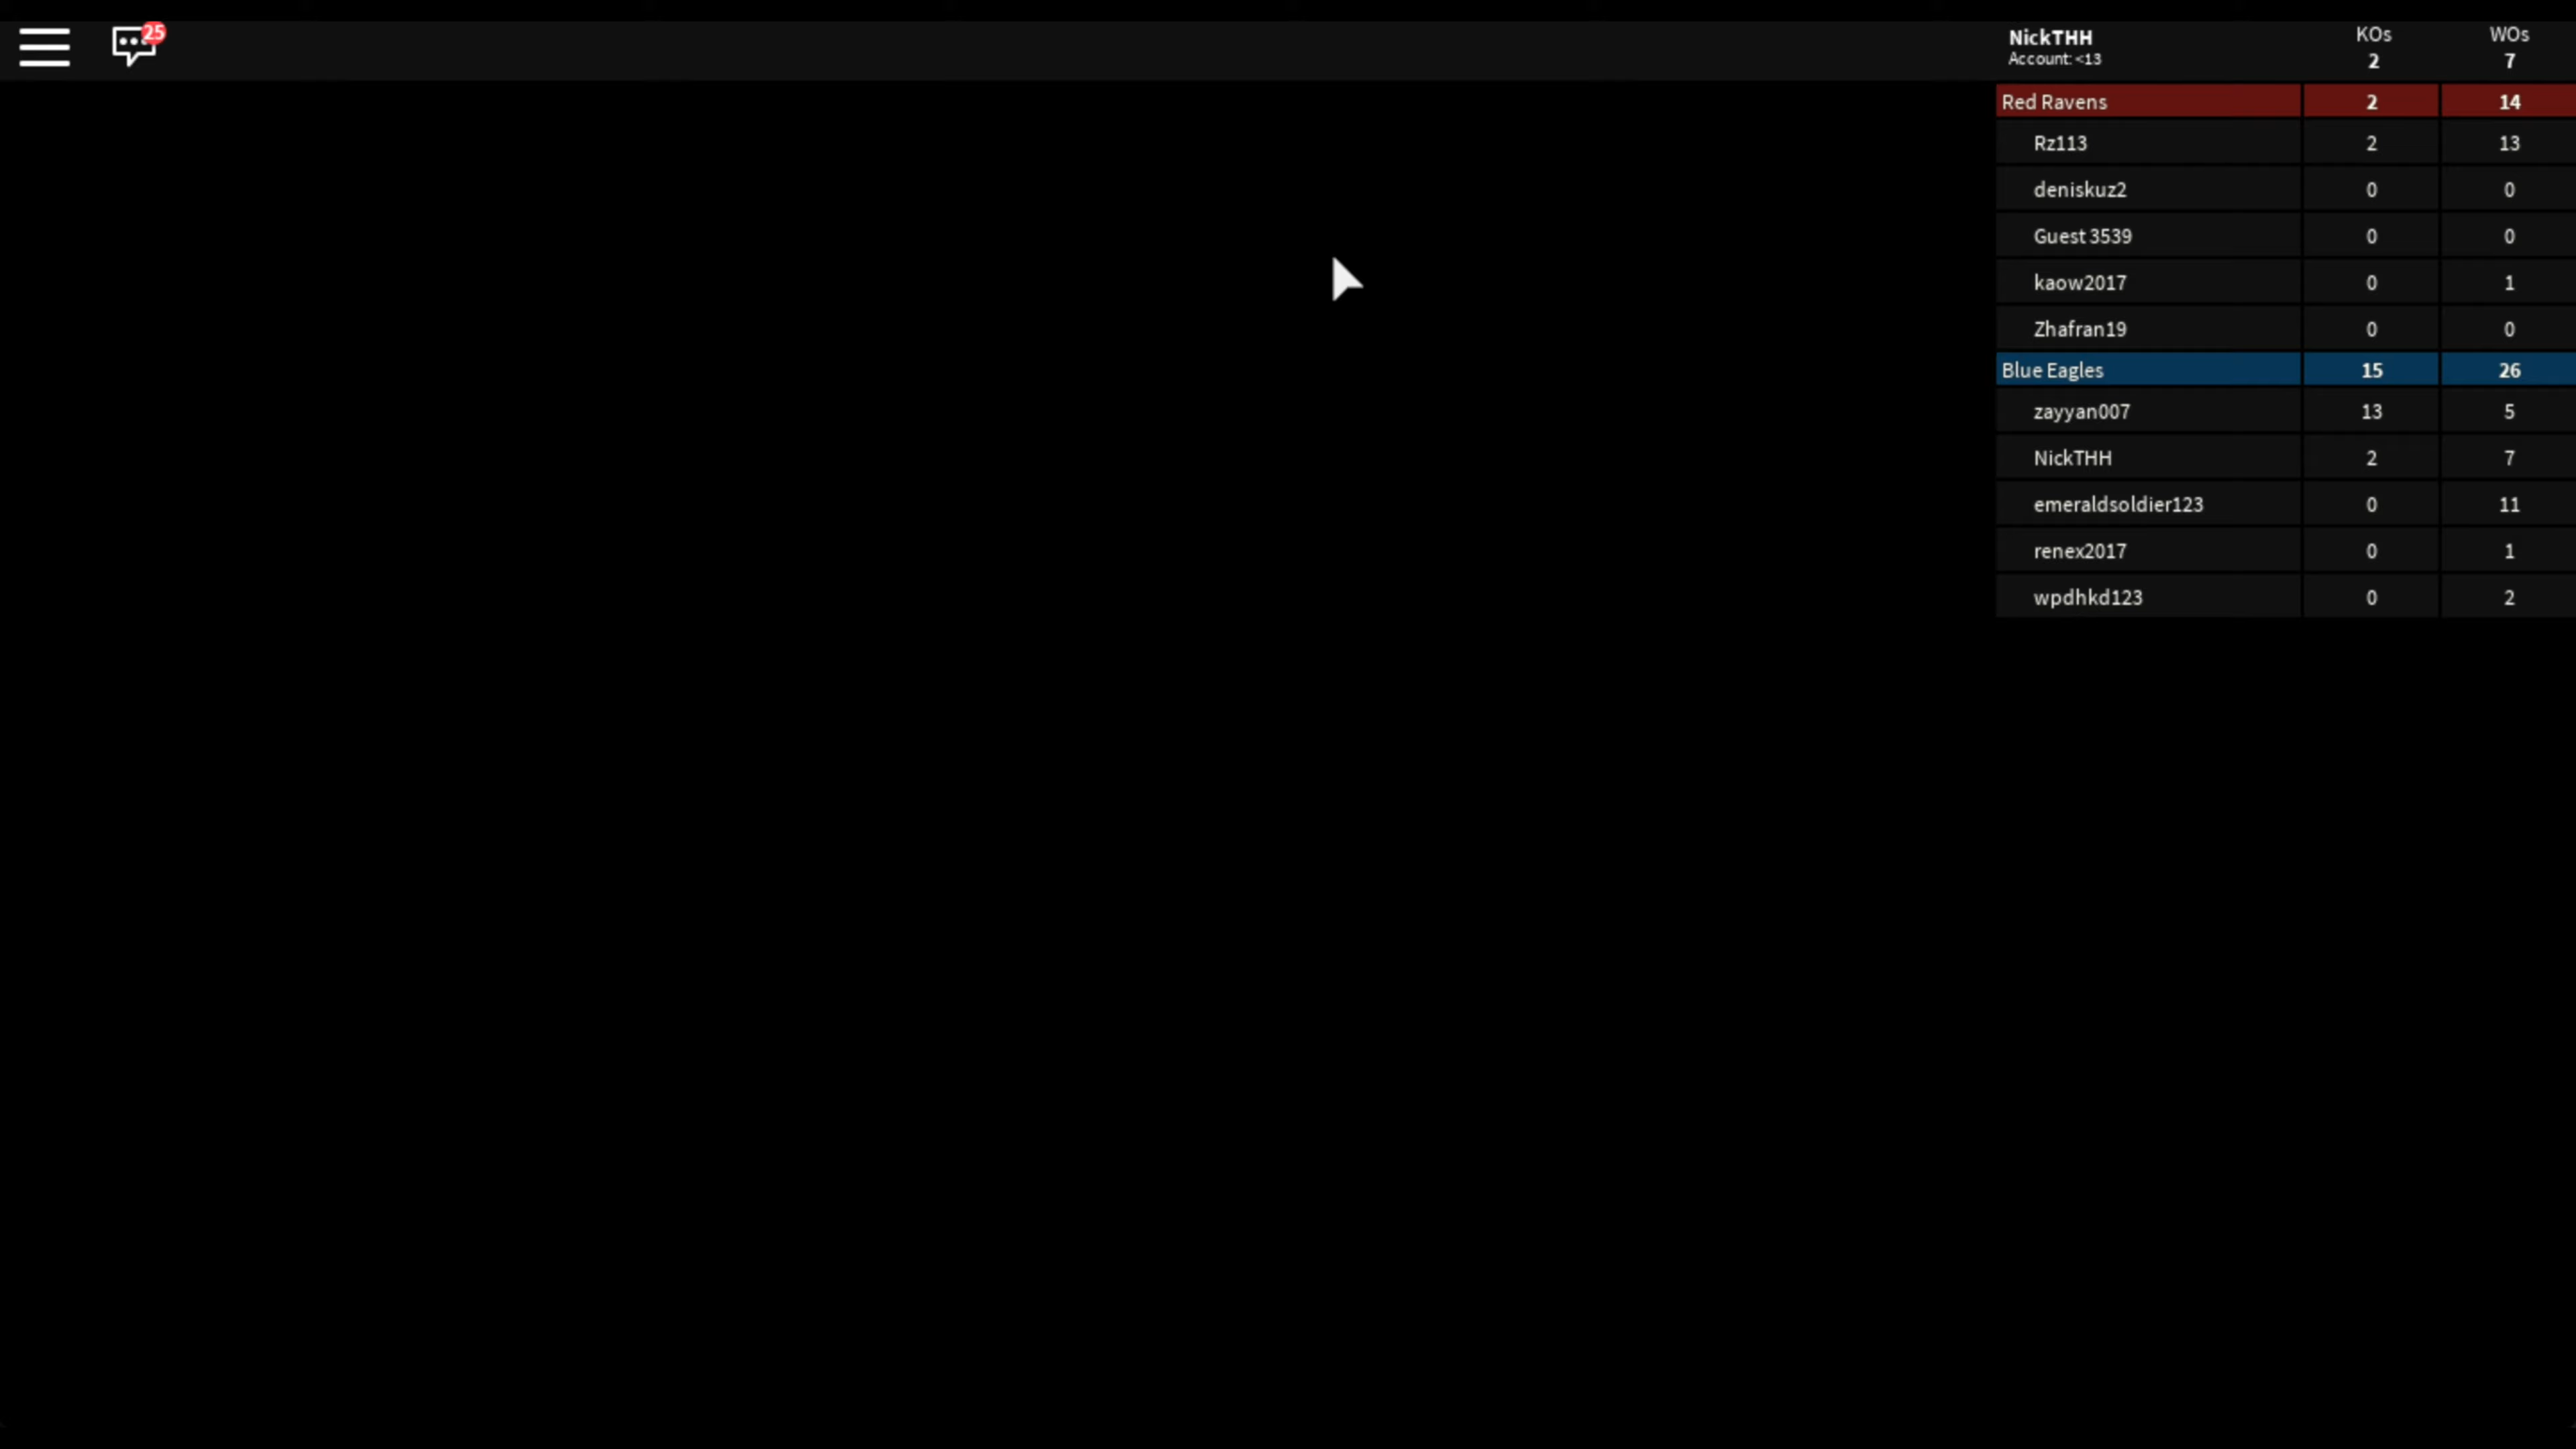 25
NickTHH KOs WOs
Account: <13 2 7
Red Ravens 2 14
Rz113 2 13
deniskuz2 0 0
Guest 3539 0 0
kaow2017 0 1
Zhafran19 0 0
Blue Eagles 15 26
zayyan007 13 5
NickTHH 2 7
emeraldsoldier123 0 11
renex2017 0 1
wpdhkd123 0 2